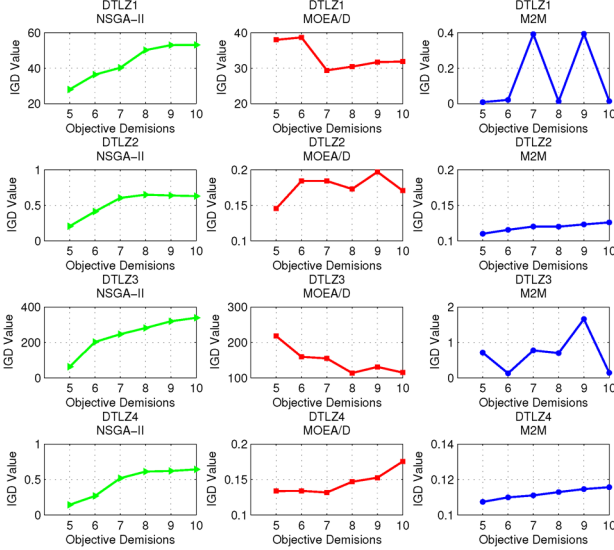 DTLZ1 DTLZ1 DTLZ1
NSGA-II MOEA/D M2M
IGD Value 60 40 20
5 6 7 8 9 10
Objective Demisions
IGD Value 40 30 20
5 6 7 8 9 10
Objective Demisions
IGD Value 0.4 0.2 0
5 6 7 8 9 10
Objective Demisions
DTLZ2 DTLZ2 DTLZ2
NSGA-II MOEA/D M2M
IGD Value 1 0.5 0
5 6 7 8 9 10
Objective Demisions
IGD Value 0.2 0.15 0.1
5 6 7 8 9 10
Objective Demisions
IGD Value 0.2 0.15 0.1
5 6 7 8 9 10
Objective Demisions
DTLZ3 DTLZ3 DTLZ3
NSGA-II MOEA/D M2M
IGD Value 400 200 0
5 6 7 8 9 10
Objective Demisions
IGD Value 300 200 100
5 6 7 8 9 10
Objective Demisions
IGD Value 2 1 0
5 6 7 8 9 10
Objective Demisions
DTLZ4 DTLZ4 DTLZ4
NSGA-II MOEA/D M2M
IGD Value 1 0.5 0
5 6 7 8 9 10
Objective Demisions
IGD Value 0.2 0.15 0.1
5 6 7 8 9 10
Objective Demisions
IGD Value 0.14 0.12 0.1
5 6 7 8 9 10
Objective Demisions